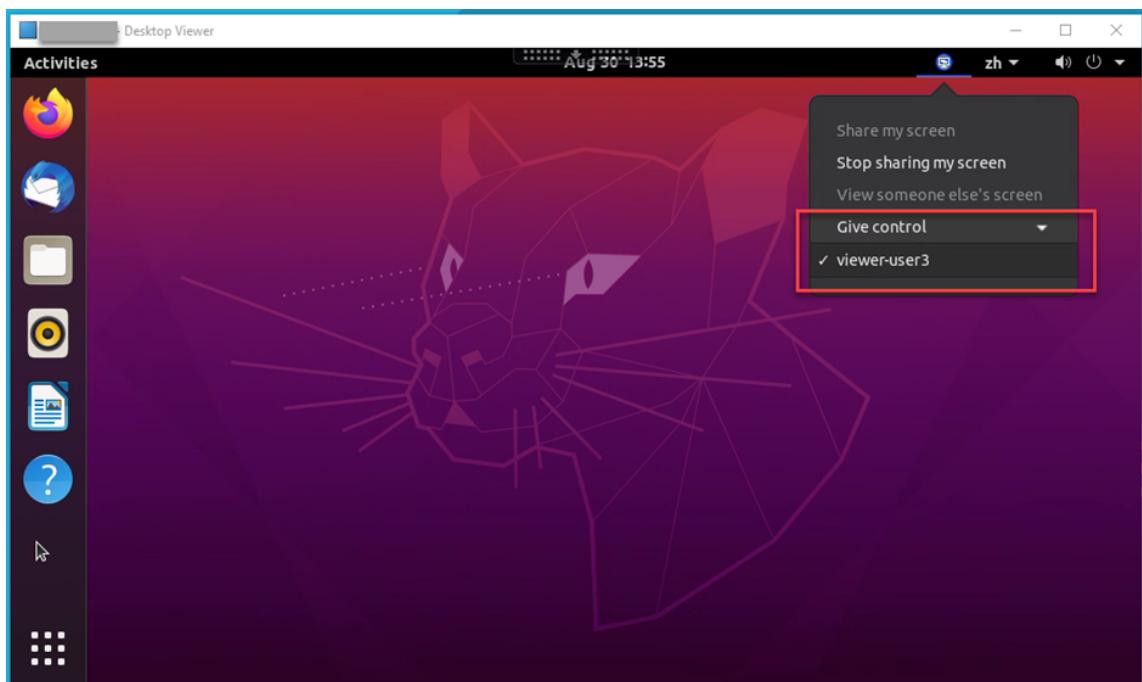 - Desktop Viewer
Activities
Aug 30 13:55
zh
Share my screen
Stop sharing my screen
View someone else's screen
Give control
✓ viewer-user3
?